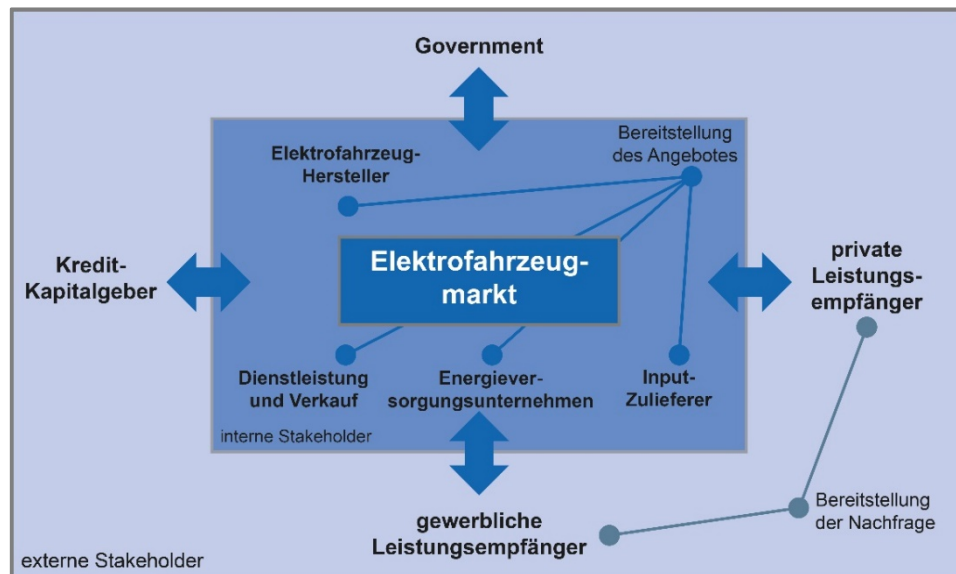 Government
Bereitstellung
des Angebotes
Elektrofahrzeug-
Hersteller
Kredit-
Kapitalgeber
Elektrofahrzeug-
markt
private
Leistungs-
empfänger
Dienstleistung
und Verkauf
Energiever-
sorgungsunternehmen
Input-
Zulieferer
interne Stakeholder
gewerbliche
Leistungsempfänger
Bereitstellung
der Nachfrage
externe Stakeholder